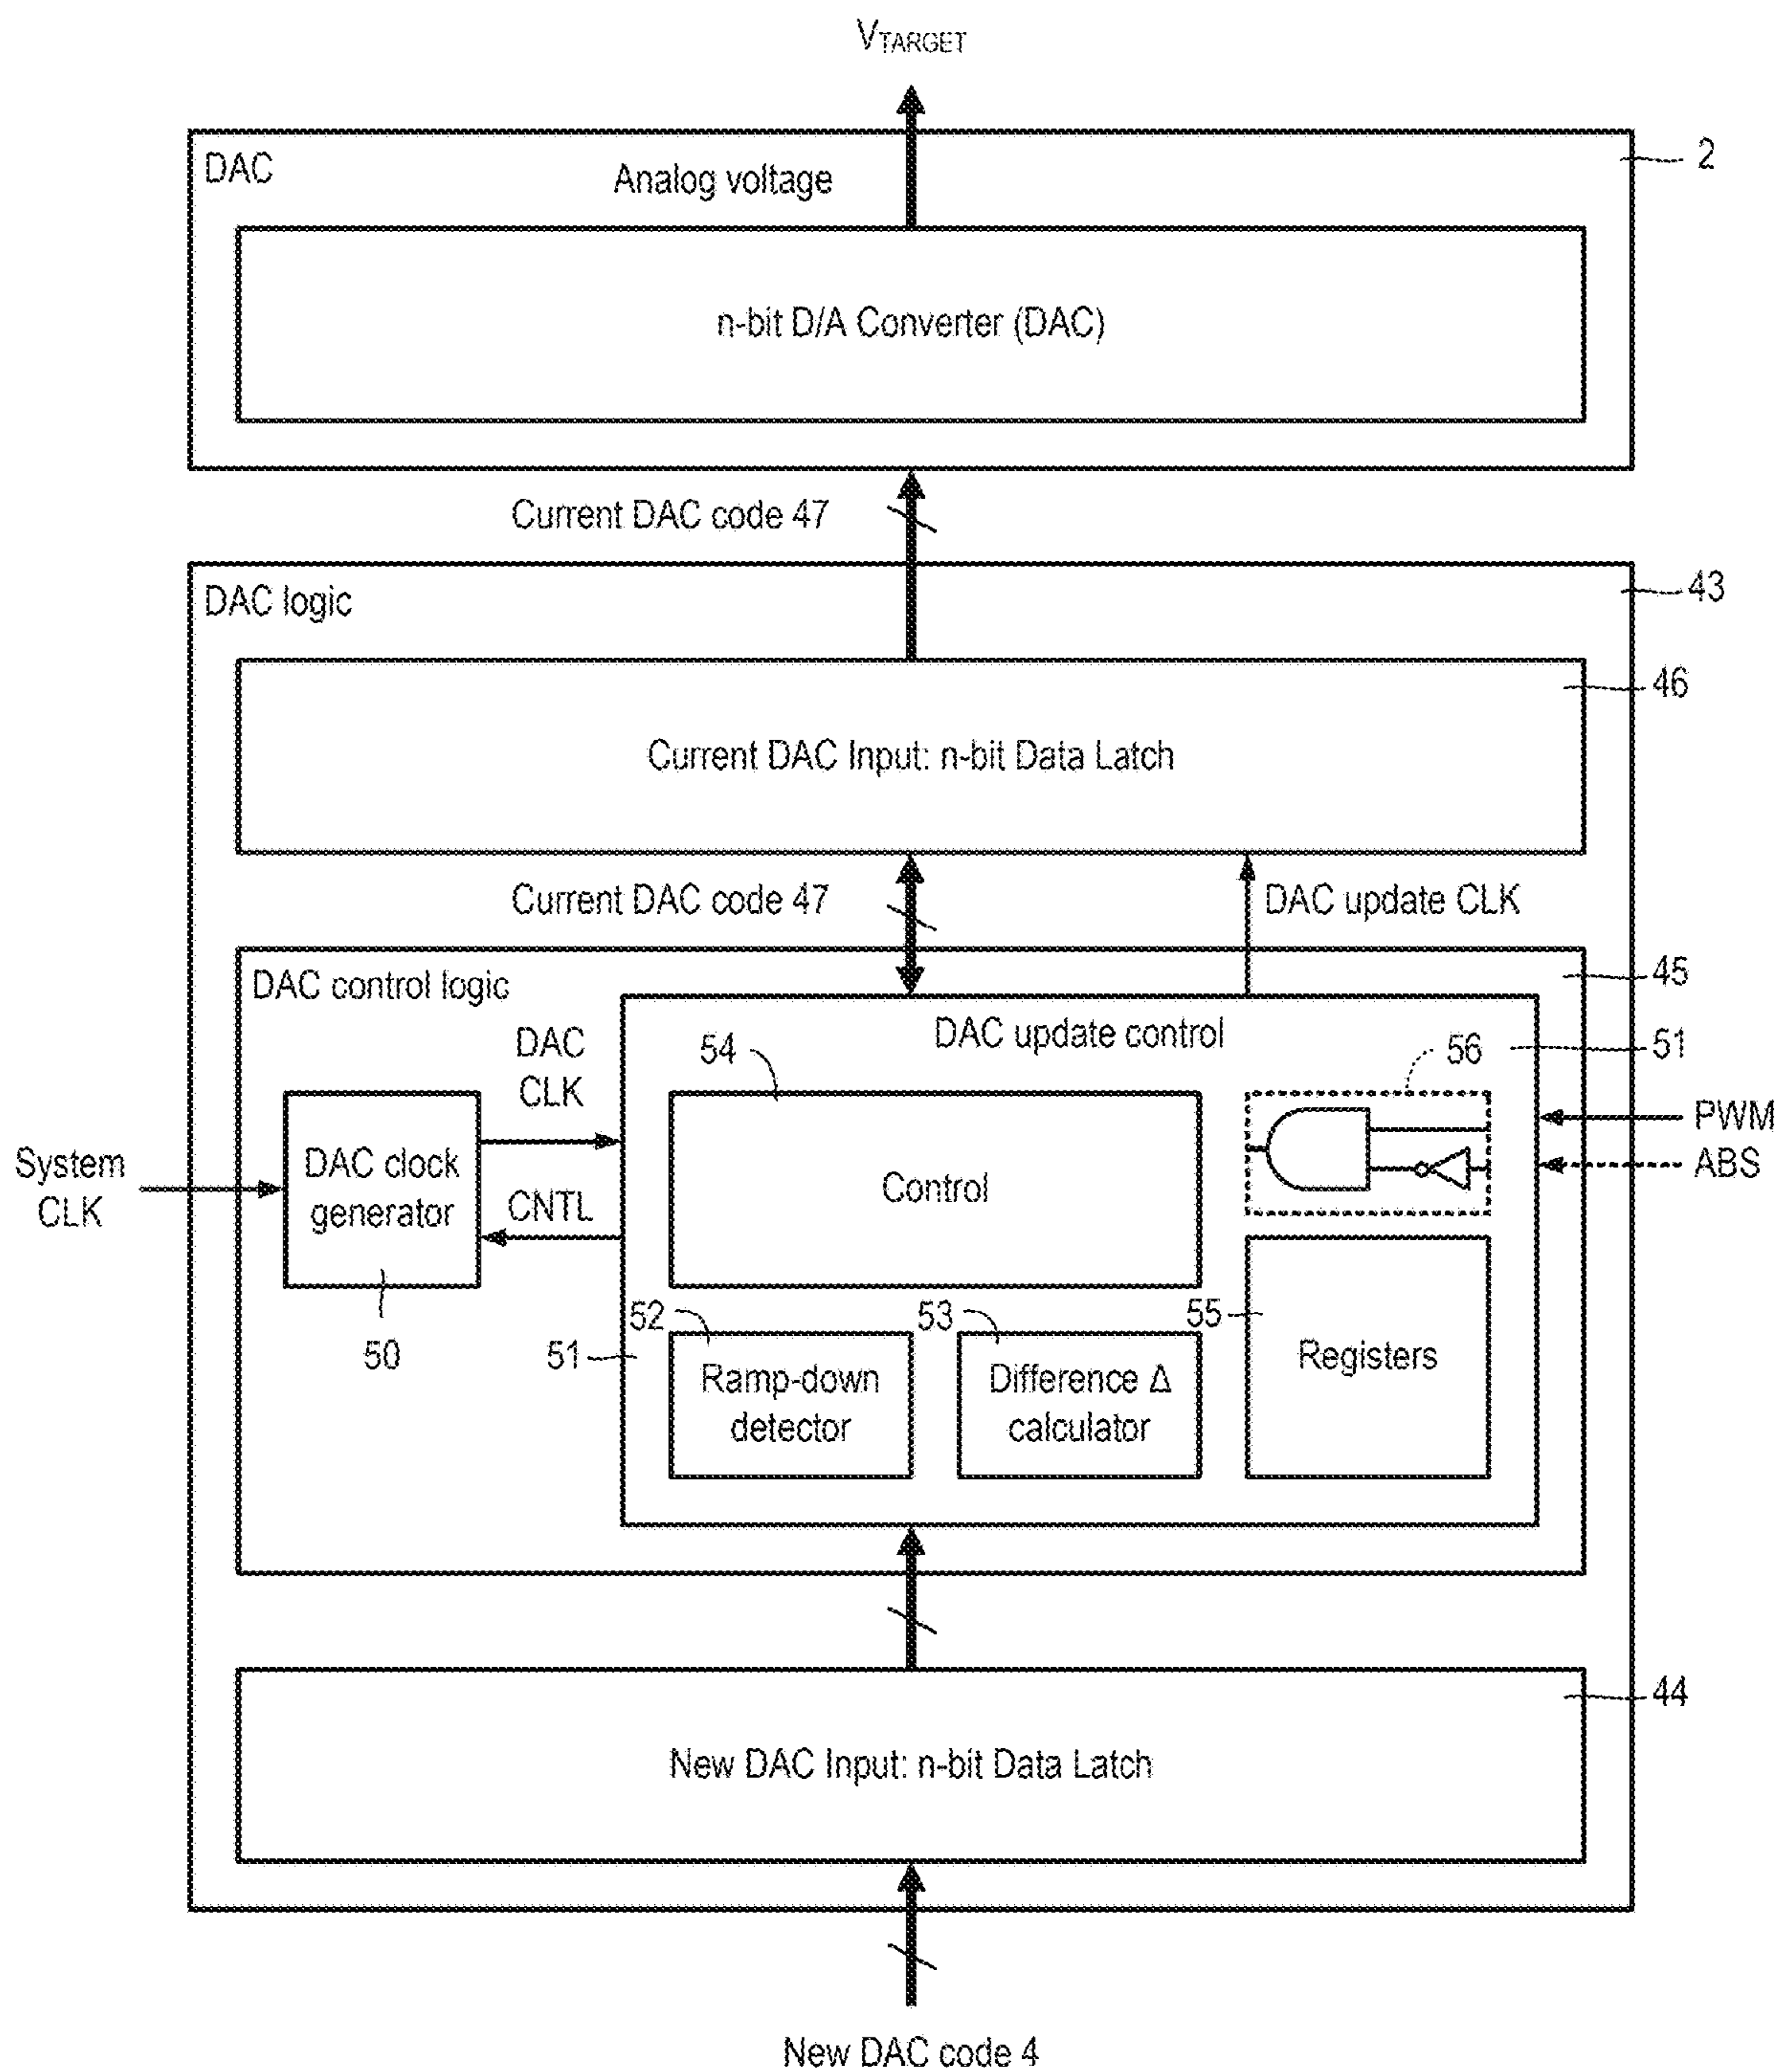 VTARGET
DAC
2
Analog voltage
n-bit D/A Converter (DAC)
Current DAC code 47
DAC logic
43
46
Current DAC Input: n-bit Data Latch
Current DAC code 47
DAC update CLK
DAC control logic
45
DAC update control
DAC
CLK
54
56
51
PWM
ABS
System
CLK
DAC clock
generator
CNTL
Control
50
51
52
53
55
Ramp-down
detector
Difference Δ
calculator
Registers
44
New DAC Input: n-bit Data Latch
New DAC code 4